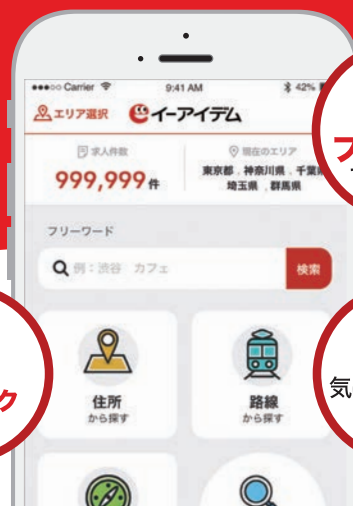 Carrier 9:41 AM 42%
エリア選択 イーアイデム
求人件数 現在のエリア
999,999件 東京都 , 神奈川県 , 千葉県
埼玉県 , 群馬県
フリーワード
例：渋谷 カフェ 検索
住所 路線
から探す から探す
ク
気